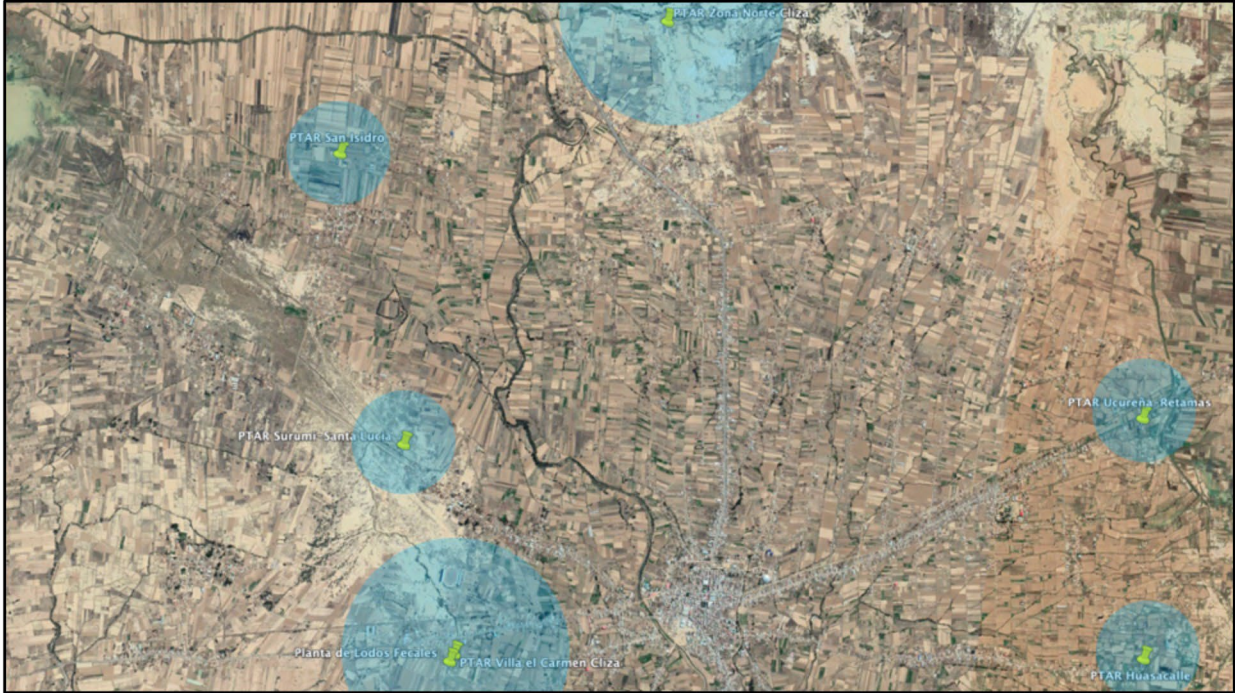 PTAR Zona Norte Cliza
PTAR San Isidro
PTAR Ucureña-Retamas
PTAR Surumi-Santa Lucia
Planta de Lodos Fecales
PTAR Villa el Carmen Cliza
PTAR Huasacalle